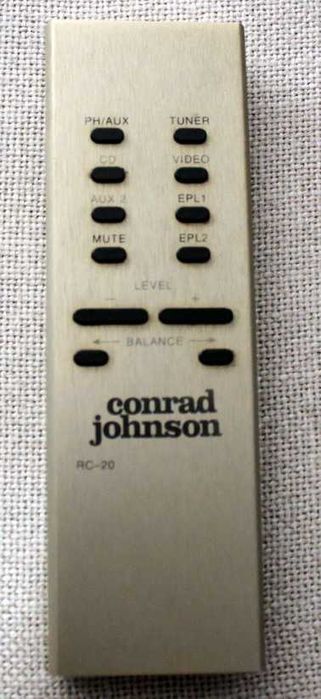 PH/AUX TUNER
CD VIDEO
AUX 2 EPL1
MUTE EPL2
LEVEL
- +
← BALANCE →
conrad
johnson
RC-20